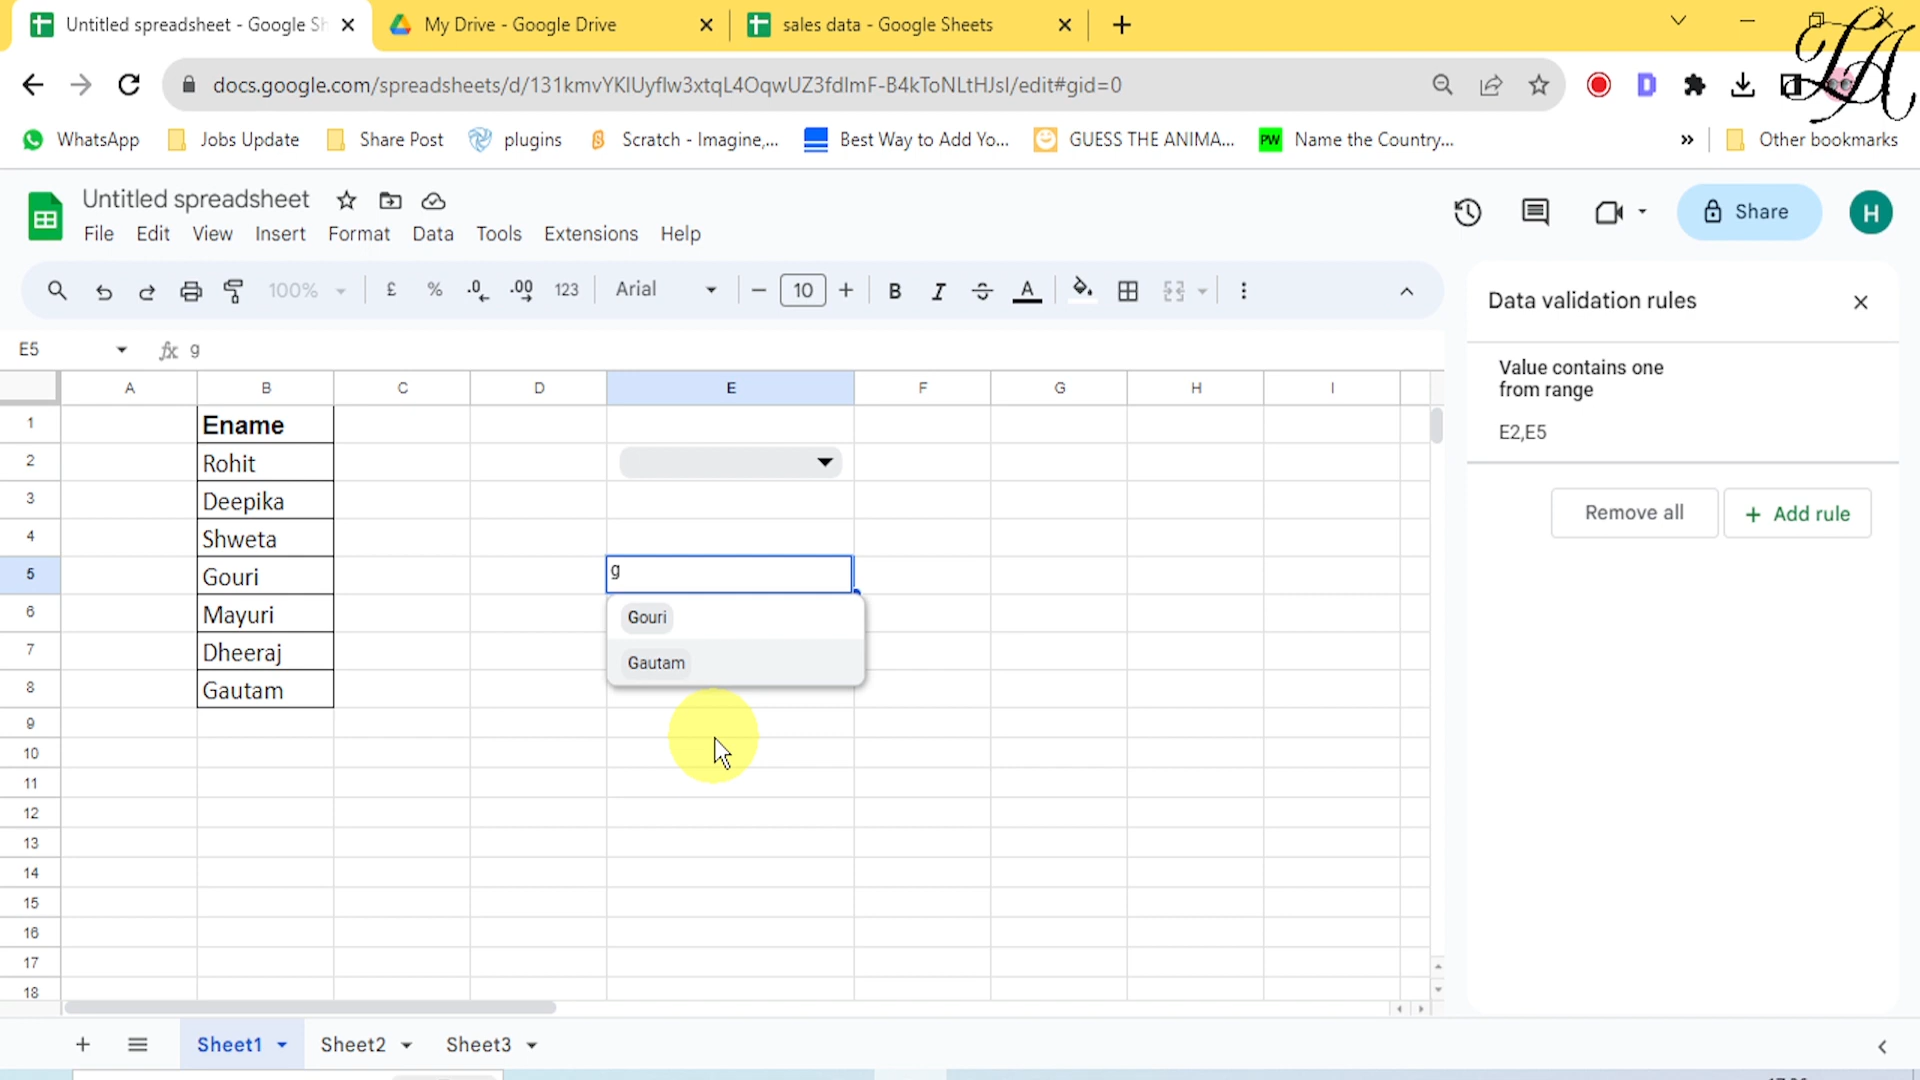 Untitled spreadsheet - Google Sh
My Drive - Google Drive
sales data - Google Sheets
docs.google.com/spreadsheets/d/131kmvYKIUyflw3xtqL4OqwUZ3fdImF-B4kToNLtHJsI/edit#gid=0
WhatsApp
Jobs Update
Share Post
plugins
Scratch - Imagine,...
Best Way to Add Yo...
GUESS THE ANIMA...
PW
Name the Country...
Other bookmarks
Untitled spreadsheet
File Edit View Insert Format Data Tools Extensions Help
Share
H
100%
£ % .0 .00 123
Arial
10
B I S A
E5
fx g
Data validation rules
Value contains one
from range
E2,E5
Remove all
+ Add rule
A B C D E F G H I
1 Ename
2 Rohit
3 Deepika
4 Shweta
5 Gouri g
6 Mayuri Gouri
7 Dheeraj Gautam
8 Gautam
9
10
11
12
13
14
15
16
17
18
Sheet1 Sheet2 Sheet3